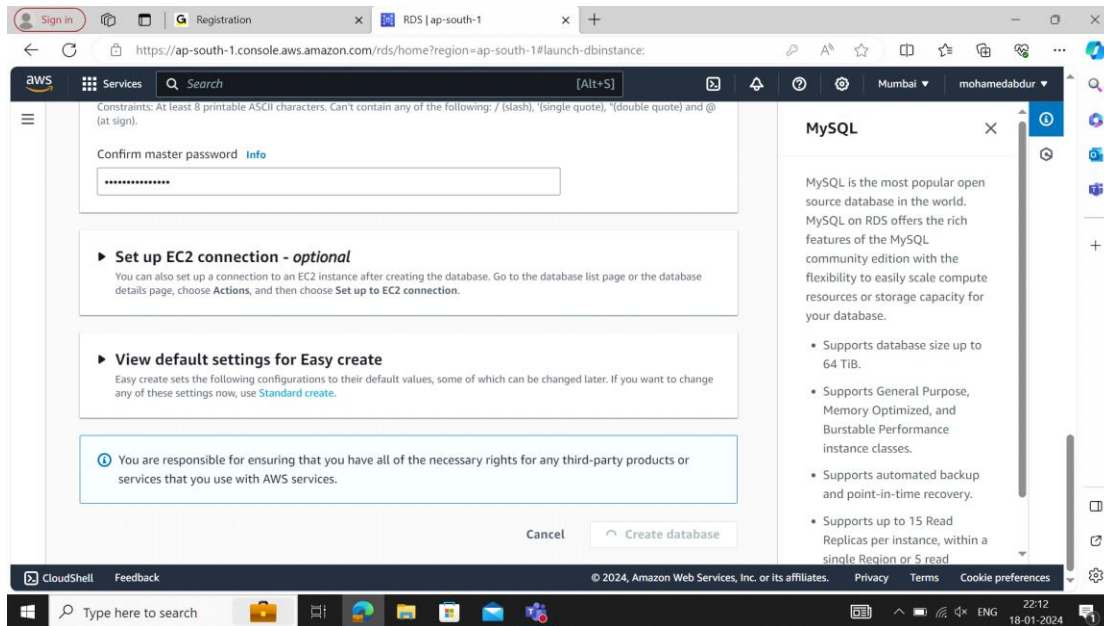 Sign in
Registration
RDS | ap-south-1
https://ap-south-1.console.aws.amazon.com/rds/home?region=ap-south-1#launch-dbinstance:
aws
Services
Search
[Alt+S]
Mumbai
mohamedabdur
Constraints: At least 8 printable ASCII characters. Can't contain any of the following: / (slash), '(single quote), "(double quote) and @
(at sign).
Confirm master password Info
•••••••••••••••
Set up EC2 connection - optional
You can also set up a connection to an EC2 instance after creating the database. Go to the database list page or the database
details page, choose Actions, and then choose Set up to EC2 connection.
View default settings for Easy create
Easy create sets the following configurations to their default values, some of which can be changed later. If you want to change
any of these settings now, use Standard create.
You are responsible for ensuring that you have all of the necessary rights for any third-party products or
services that you use with AWS services.
Cancel
Create database
MySQL
MySQL is the most popular open
source database in the world.
MySQL on RDS offers the rich
features of the MySQL
community edition with the
flexibility to easily scale compute
resources or storage capacity for
your database.
• Supports database size up to
64 TiB.
• Supports General Purpose,
Memory Optimized, and
Burstable Performance
instance classes.
• Supports automated backup
and point-in-time recovery.
• Supports up to 15 Read
Replicas per instance, within a
single Region or 5 read
CloudShell
Feedback
© 2024, Amazon Web Services, Inc. or its affiliates.
Privacy
Terms
Cookie preferences
Type here to search
ENG
22:12
18-01-2024